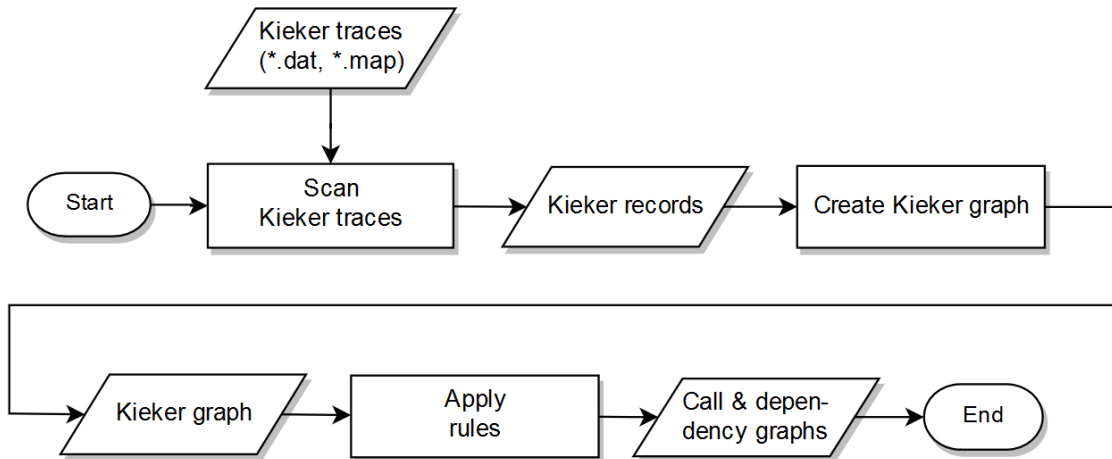 Kieker traces
(*.dat, *.map)
Start
Scan
Kieker traces
Kieker records
Create Kieker graph
Kieker graph
Apply
rules
Call & depen-
dency graphs
End